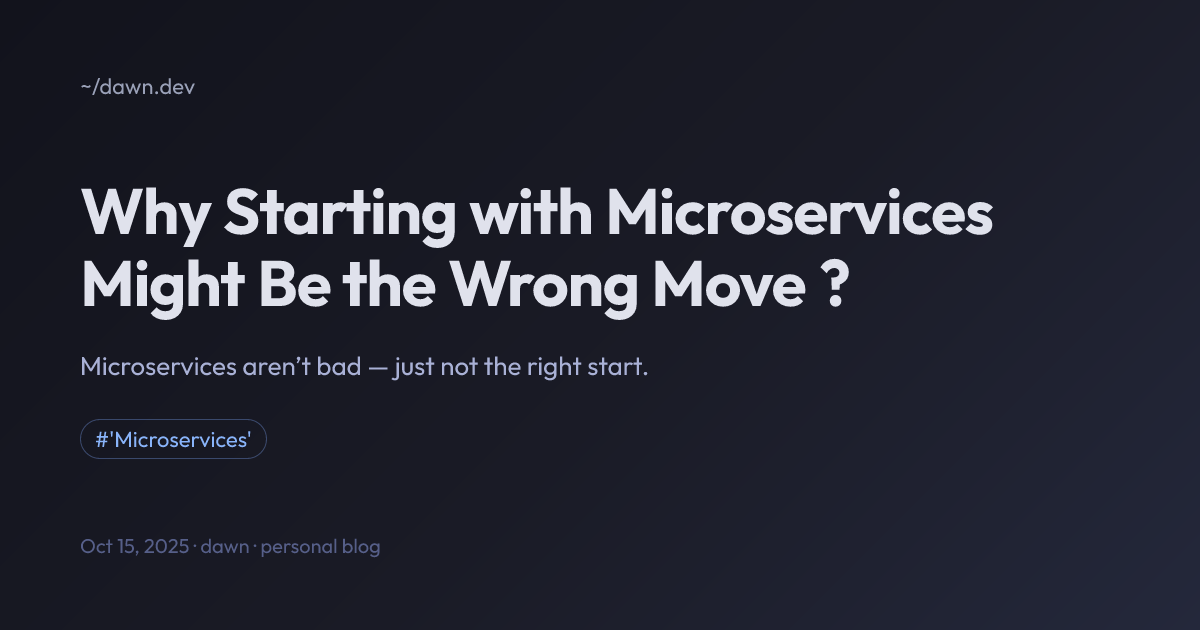 ~/dawn.dev
Why Starting with Microservices
Might Be the Wrong Move ?
Microservices aren’t bad — just not the right start.
#'Microservices'
Oct 15, 2025 · dawn · personal blog